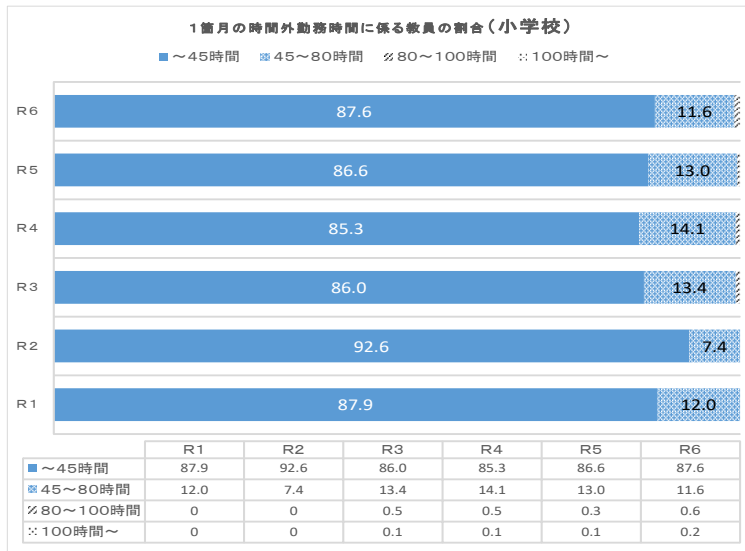 1箇月の時間外勤務時間に係る教員の割合(小学校)
～45時間 45～80時間 80～100時間 100時間～
R6 87.6 11.6
R5 86.6 13.0
R4 85.3 14.1
R3 86.0 13.4
R2 92.6 7.4
R1 87.9 12.0
R1 R2 R3 R4 R5 R6
～45時間 87.9 92.6 86.0 85.3 86.6 87.6
45～80時間 12.0 7.4 13.4 14.1 13.0 11.6
80～100時間 0 0 0.5 0.5 0.3 0.6
100時間～ 0 0 0.1 0.1 0.1 0.2